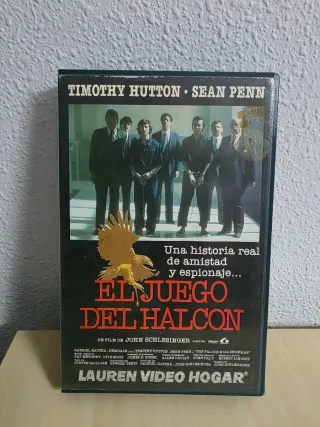 TIMOTHY HUTTON · SEAN PENN
Una historia real
de amistad
y espionaje...
EL JUEGO
DEL HALCON
UN FILM DE JOHN SCHLESINGER
LAUREN VIDEO HOGAR